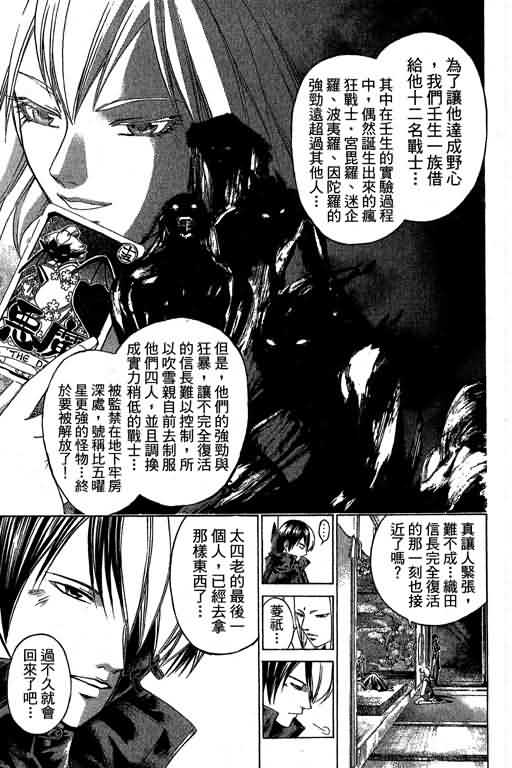 為了讓他達成野心
，我們壬生一族借
給他十二名戰士…
其中在壬生的實驗過程
中，偶然誕生出來的瘋
狂戰士．宮毘羅、迷企
羅、波夷羅、因陀羅的
強勁遠超過其他人…
惡魔
THE D
但是，他們的強勁與
狂暴，讓不完全復活
的信長難以控制，所
以吹雪親自前去制服
他們四人，並且調換
成實力稍低的戰士…
被監禁在地下牢房
深處，號稱比五曜
星更強的怪物…終
於要被解放了！
真讓人緊張，
難不成…織田
信長完全復活
的那一刻也接
近了嗎？
…
菱祇…
太四老的最後一
個人，已經去拿
那樣東西了…
過不久就會
回來了吧…